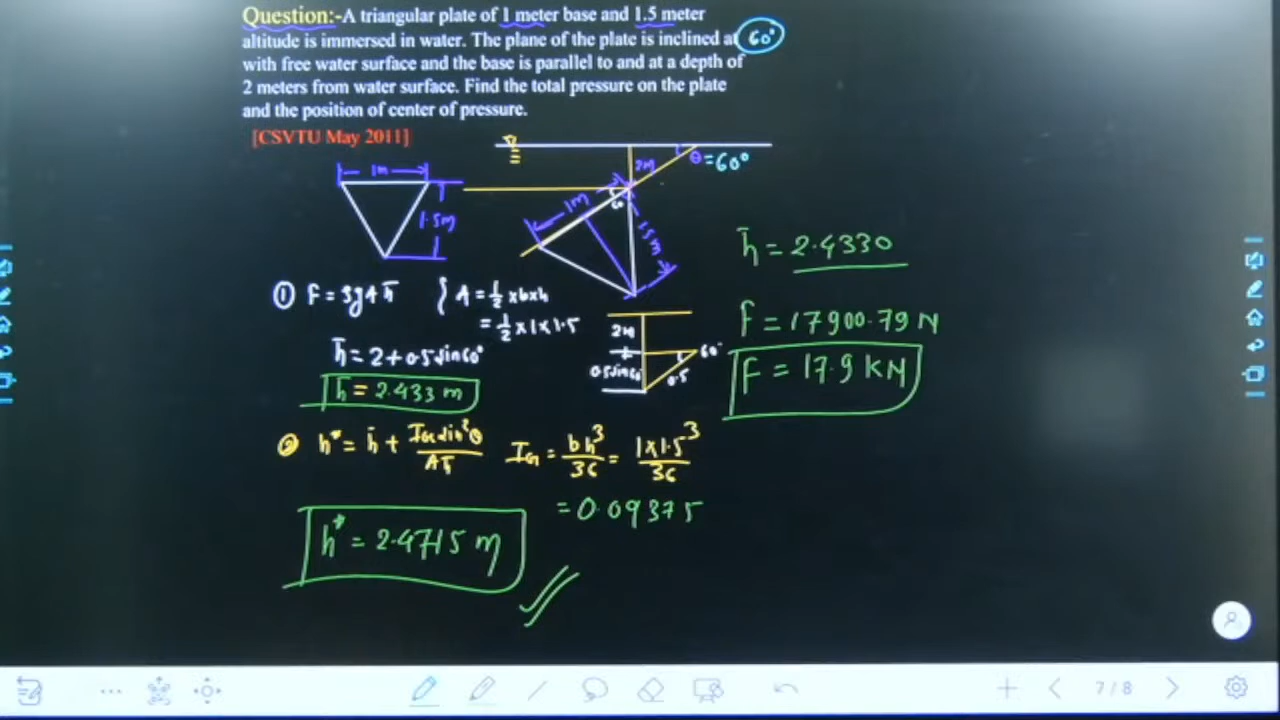 Question:-A triangular plate of 1 meter base and 1.5 meter
altitude is immersed in water. The plane of the plate is inclined at 60°
with free water surface and the base is parallel to and at a depth of
2 meters from water surface. Find the total pressure on the plate
and the position of center of pressure.
[CSVTU May 2011]
1m
1.5m
2M
θ=60°
60
1m
1.5m
① F = ρgAh̄ { A = 1/2 × b × h
= 1/2 × 1 × 1.5
h̄ = 2 + 0.5 sin60°
h̄ = 2.433 m
2M
60°
0.5sin60
0.5
② h* = h̄ + IG sin²θ / Ah̄
IG = bh³/36 = 1×1.5³/36
= 0.09375
h* = 2.4715 m
h̄ = 2.4330
F = 17900.79 N
F = 17.9 KN
7/8